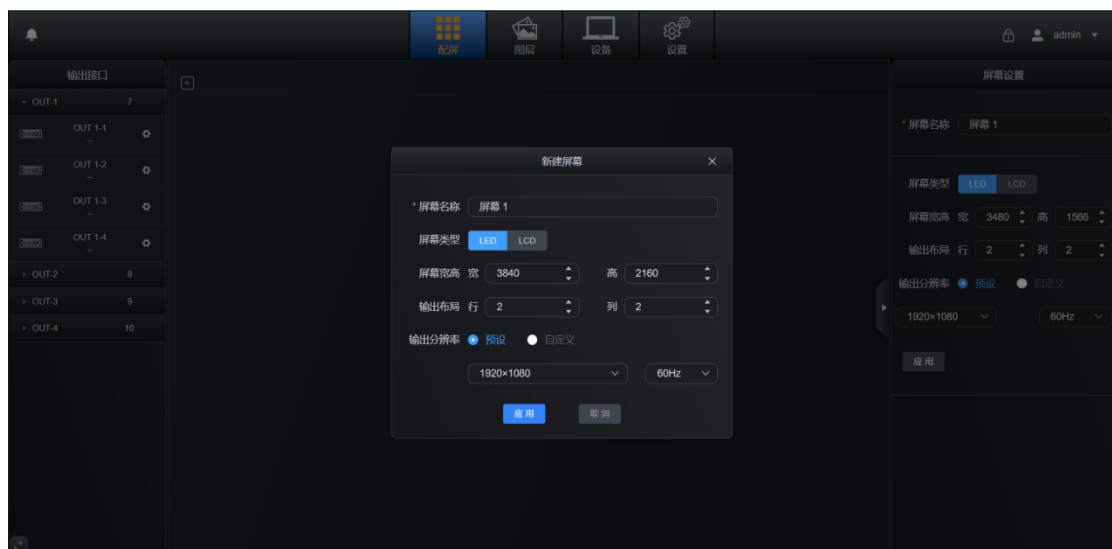 配屏
图层
设备
设置
admin
输出接口
OUT-1 7
OUT 1-1
--
OUT 1-2
--
OUT 1-3
--
OUT 1-4
--
OUT-2 8
OUT-3 9
OUT-4 10
新建屏幕 ×
* 屏幕名称 屏幕 1
屏幕类型 LED LCD
屏幕宽高 宽 3840 高 2160
输出布局 行 2 列 2
输出分辨率 预设 自定义
1920×1080 60Hz
应用 取消
屏幕设置
* 屏幕名称 屏幕 1
屏幕类型 LED LCD
屏幕宽高 宽 3480 高 1566
输出布局 行 2 列 2
输出分辨率 预设 自定义
1920×1080 60Hz
应用